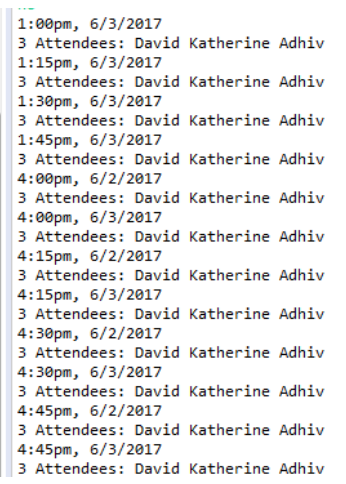 1:00pm, 6/3/2017
3 Attendees: David Katherine Adhiv
1:15pm, 6/3/2017
3 Attendees: David Katherine Adhiv
1:30pm, 6/3/2017
3 Attendees: David Katherine Adhiv
1:45pm, 6/3/2017
3 Attendees: David Katherine Adhiv
4:00pm, 6/2/2017
3 Attendees: David Katherine Adhiv
4:00pm, 6/3/2017
3 Attendees: David Katherine Adhiv
4:15pm, 6/2/2017
3 Attendees: David Katherine Adhiv
4:15pm, 6/3/2017
3 Attendees: David Katherine Adhiv
4:30pm, 6/2/2017
3 Attendees: David Katherine Adhiv
4:30pm, 6/3/2017
3 Attendees: David Katherine Adhiv
4:45pm, 6/2/2017
3 Attendees: David Katherine Adhiv
4:45pm, 6/3/2017
3 Attendees: David Katherine Adhiv